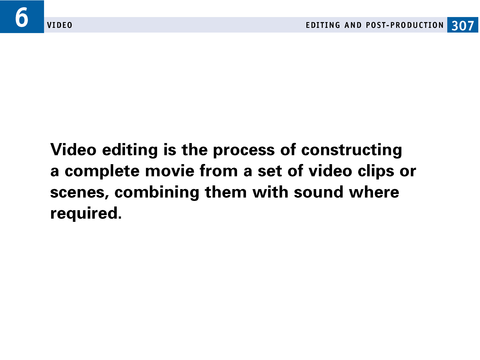 6
VIDEO
EDITING AND POST-PRODUCTION 307
Video editing is the process of constructing
a complete movie from a set of video clips or
scenes, combining them with sound where
required.